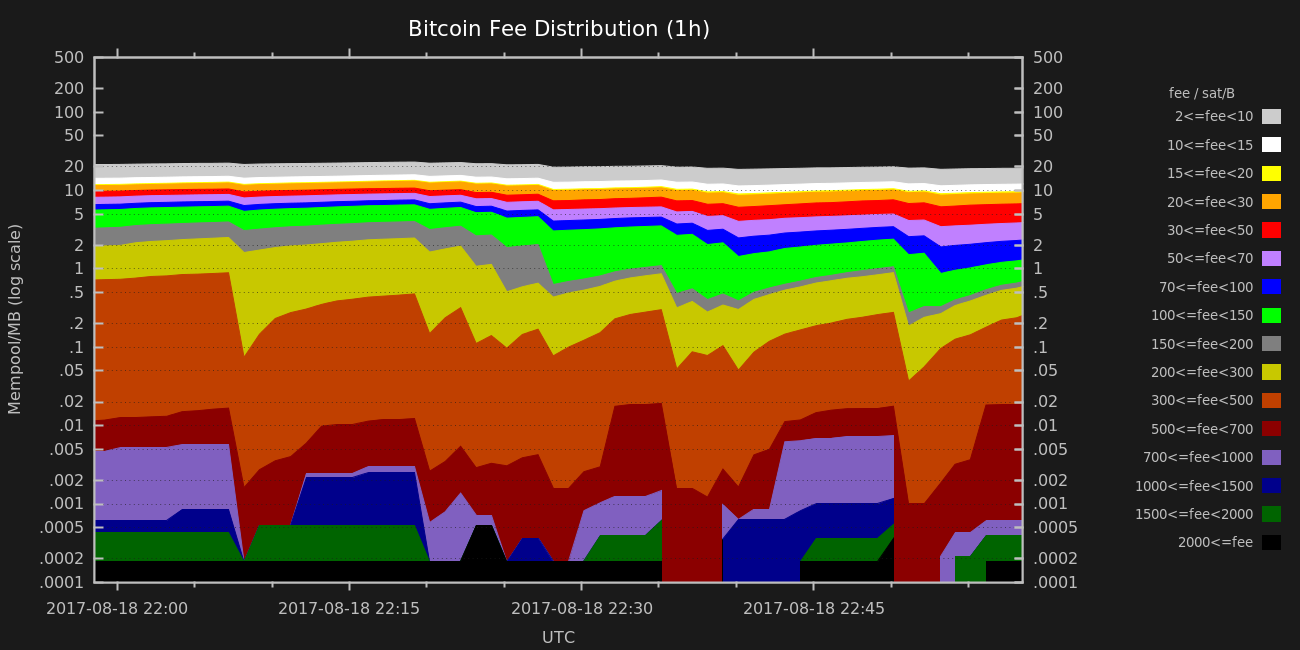 Bitcoin Fee Distribution (1h)
500 500
200 200
100 100
50 50
20 20
10 10
5 5
2 2
1 1
.5 .5
.2 .2
.1 .1
.05 .05
.02 .02
.01 .01
.005 .005
.002 .002
.001 .001
.0005 .0005
.0002 .0002
.0001 .0001
Mempool/MB (log scale)
2017-08-18 22:00 2017-08-18 22:15 2017-08-18 22:30 2017-08-18 22:45
UTC
fee / sat/B
2<=fee<10
10<=fee<15
15<=fee<20
20<=fee<30
30<=fee<50
50<=fee<70
70<=fee<100
100<=fee<150
150<=fee<200
200<=fee<300
300<=fee<500
500<=fee<700
700<=fee<1000
1000<=fee<1500
1500<=fee<2000
2000<=fee